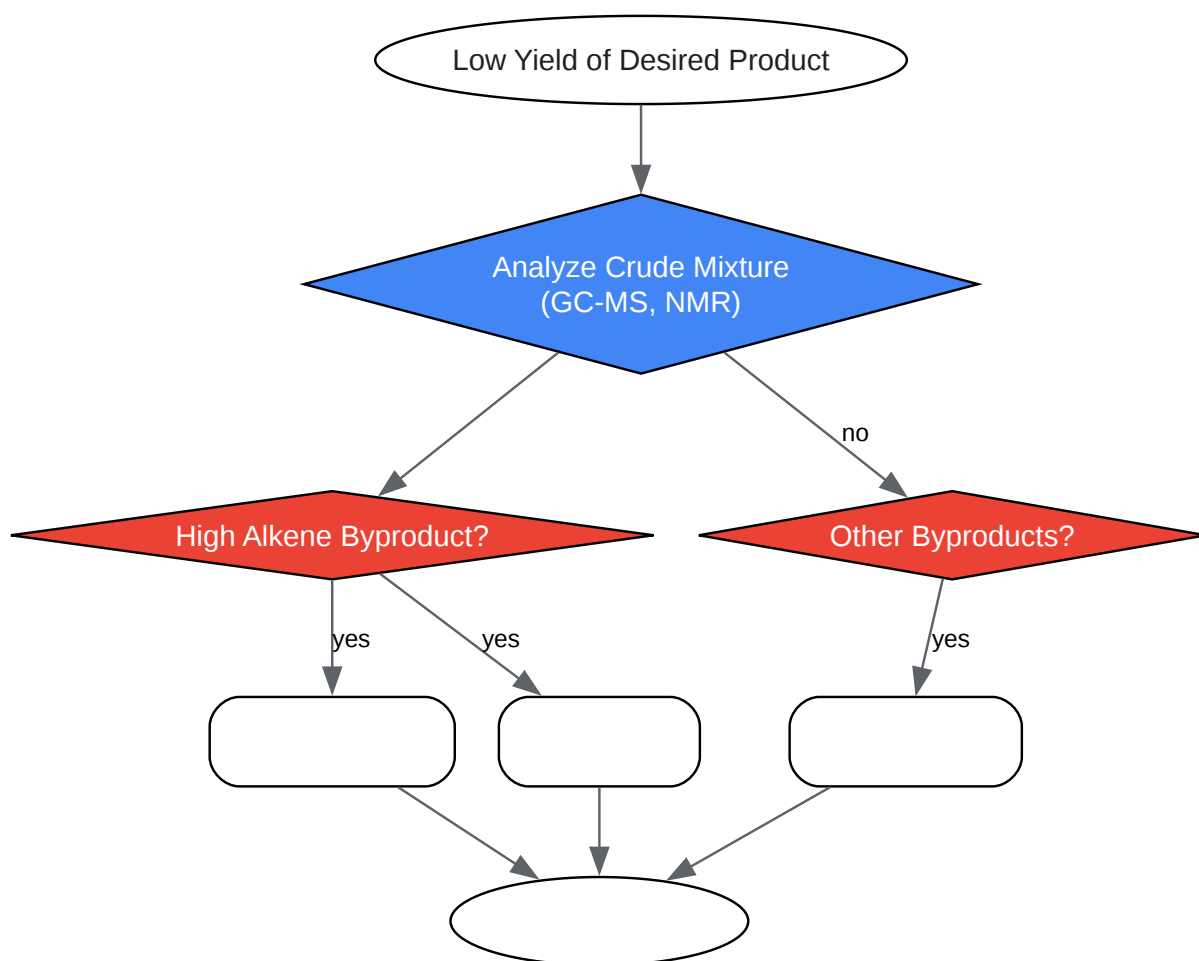 Low Yield of Desired Product
Analyze Crude Mixture
(GC-MS, NMR)
no
High Alkene Byproduct?
Other Byproducts?
yes
yes
yes